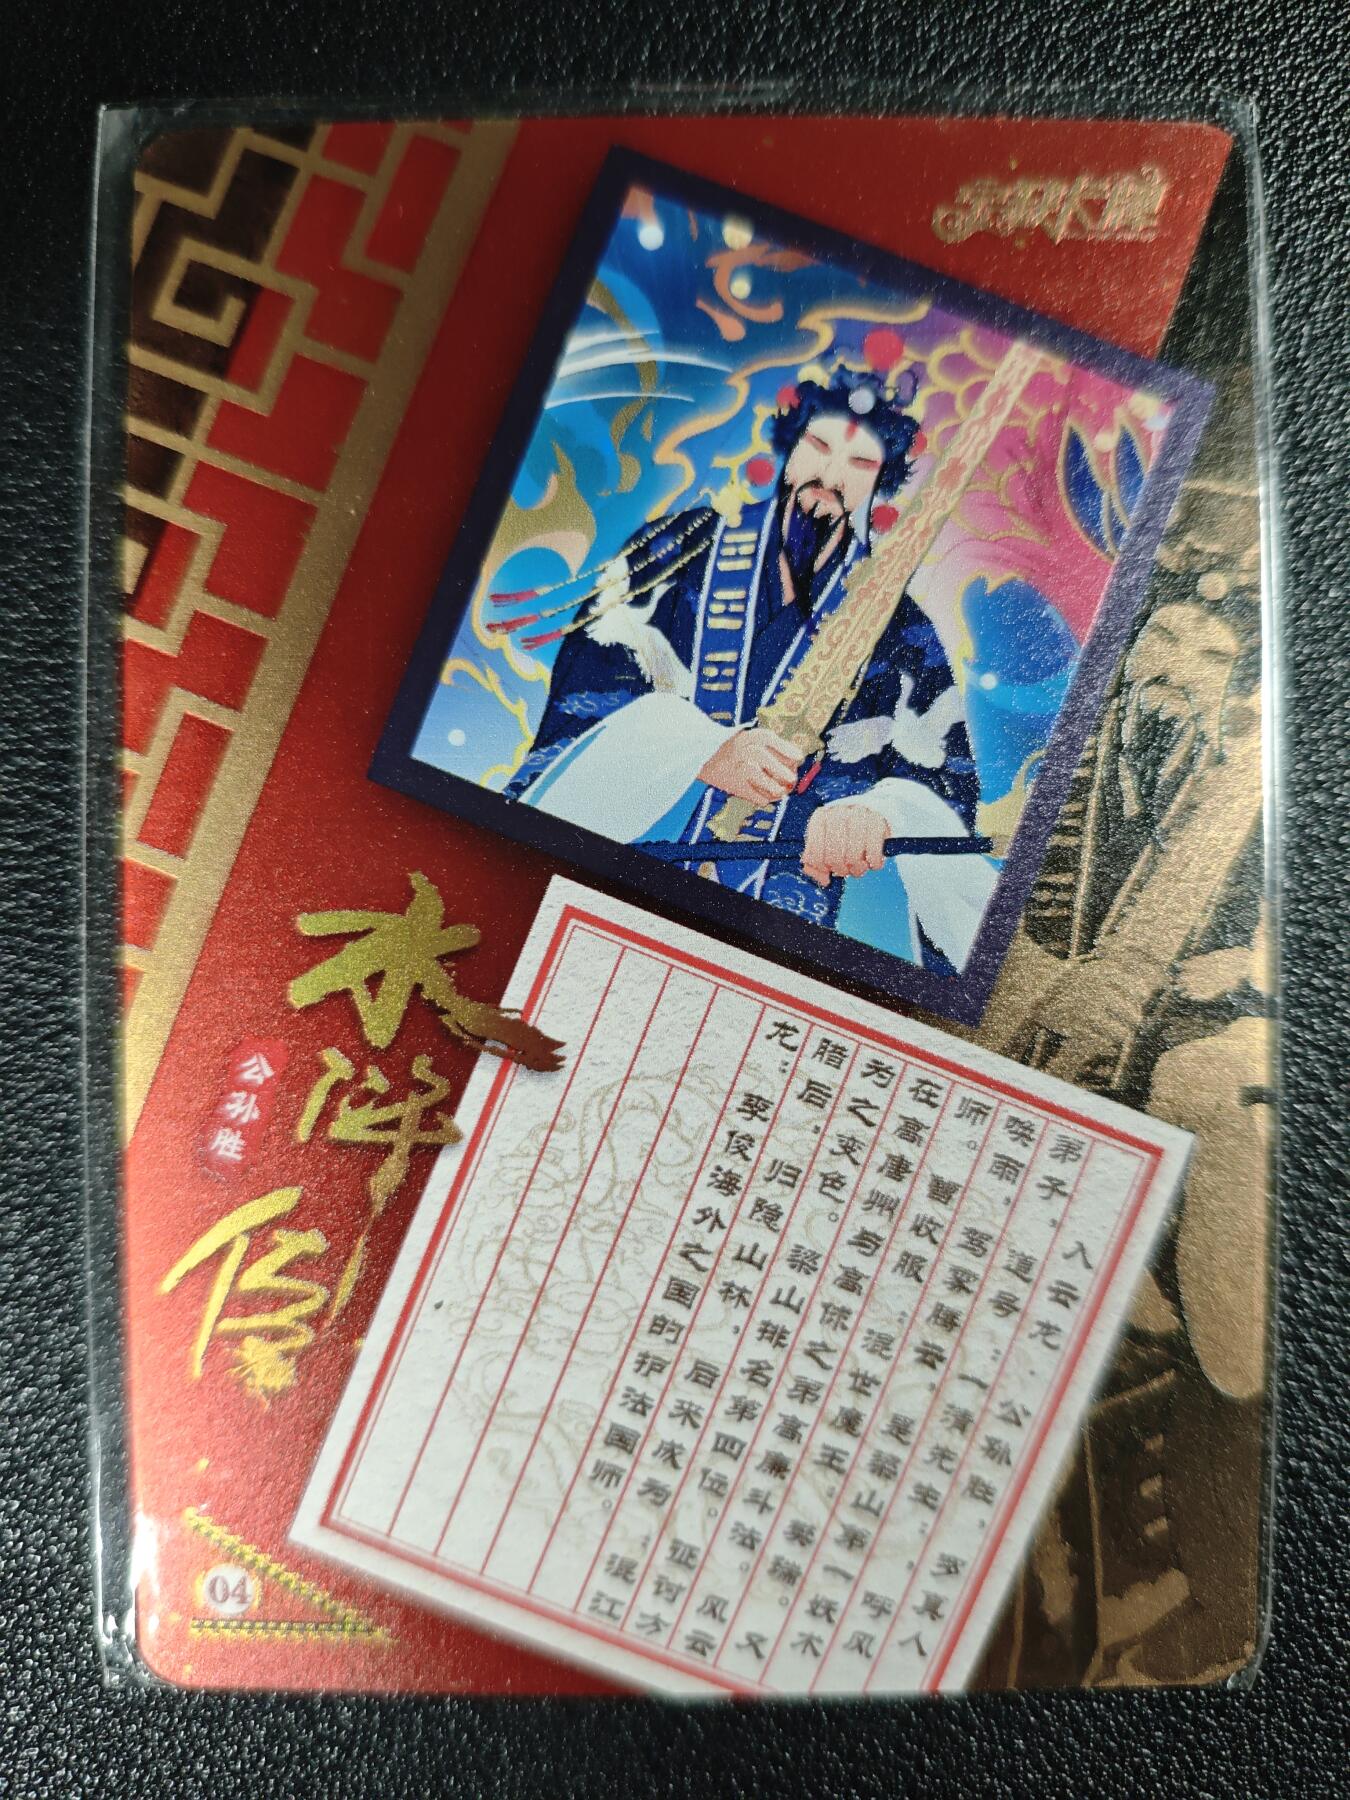 水浒传
公孙胜
入云龙·公孙胜，罗真人
弟子，道号：一清先生；，呼风
唤雨，驾雾腾云，是梁山第一妖术
师。曾收服：混世魔王：樊瑞。又
在高唐州与高俅之弟高廉斗法。风云
为之变色。梁山排名第四位。征讨方
腊后，归隐山林，后来成为：混江
龙：李俊海外之国的护法国师。
04